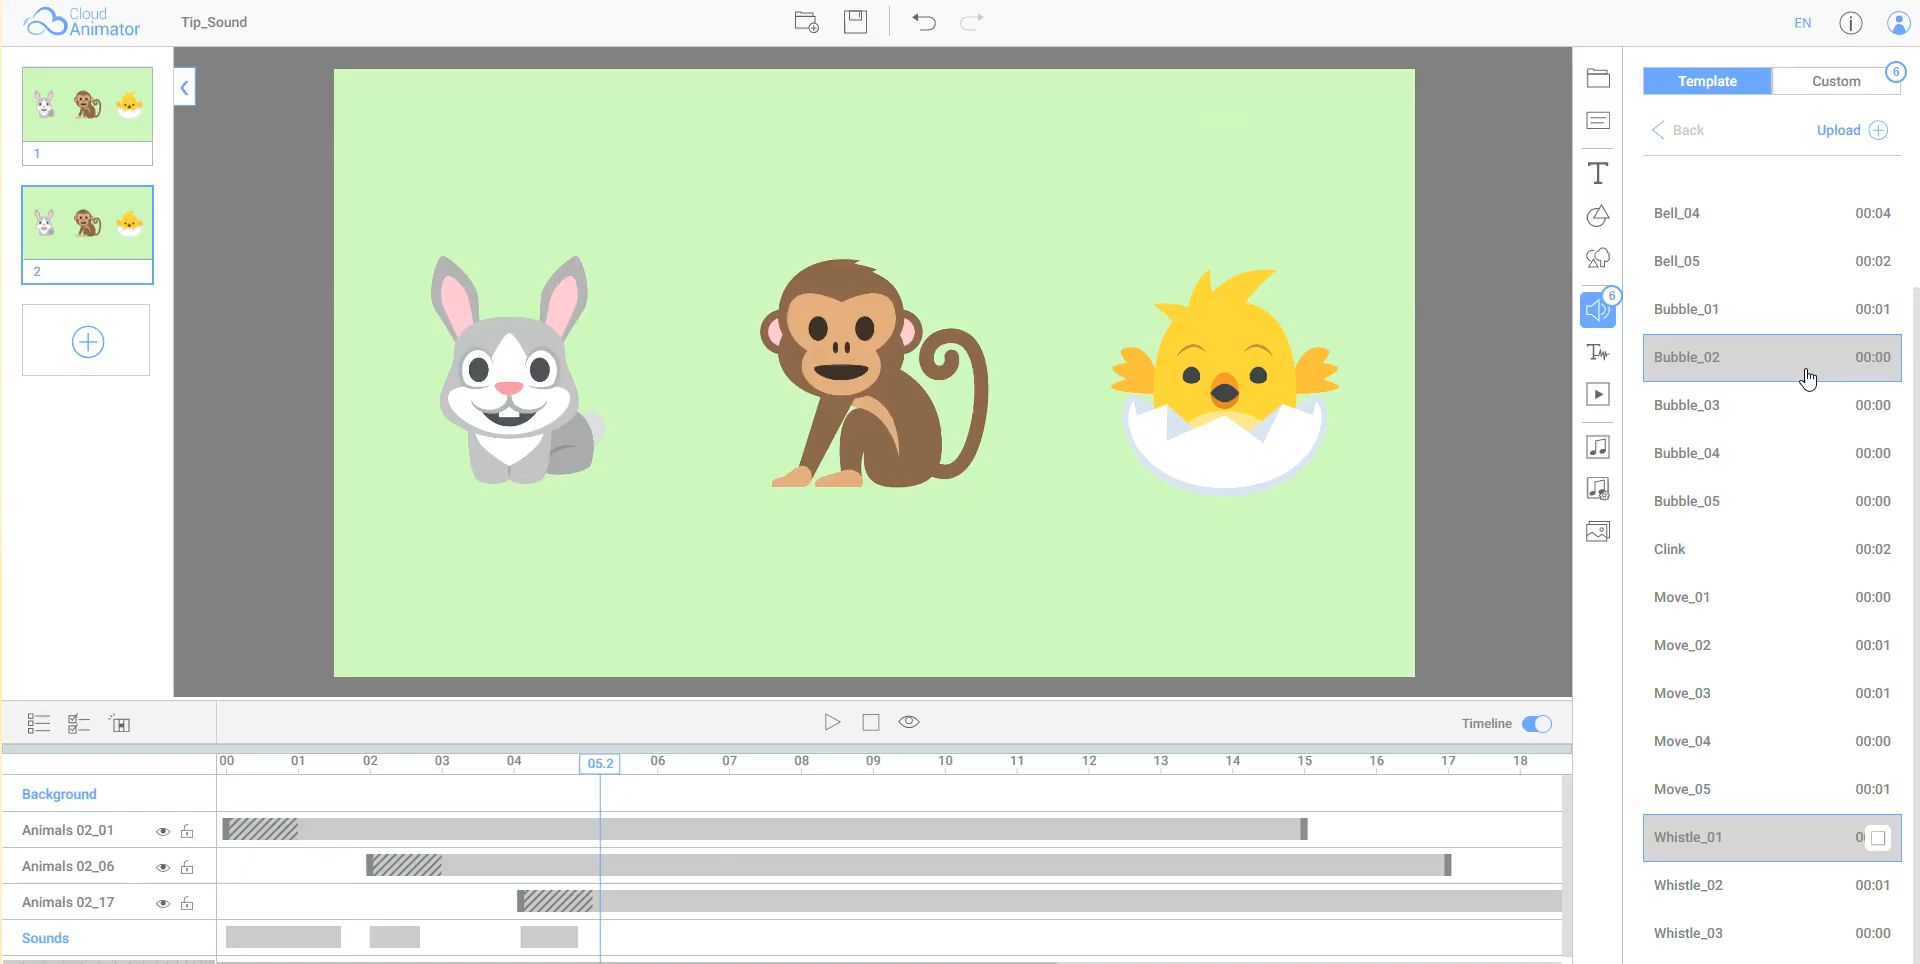 Cloud
Animator
Tip_Sound
EN
1
2
Template
Custom
6
Back
Upload
Bell_04 00:04
Bell_05 00:02
6
Bubble_01 00:01
Bubble_02 00:00
Bubble_03 00:00
Bubble_04 00:00
Bubble_05 00:00
Clink 00:02
Move_01 00:00
Move_02 00:01
Move_03 00:01
Move_04 00:00
Move_05 00:01
Whistle_01 0
Whistle_02 00:01
Whistle_03 00:00
Timeline
00 01 02 03 04 05.2 06 07 08 09 10 11 12 13 14 15 16 17 18
Background
Animals 02_01
Animals 02_06
Animals 02_17
Sounds